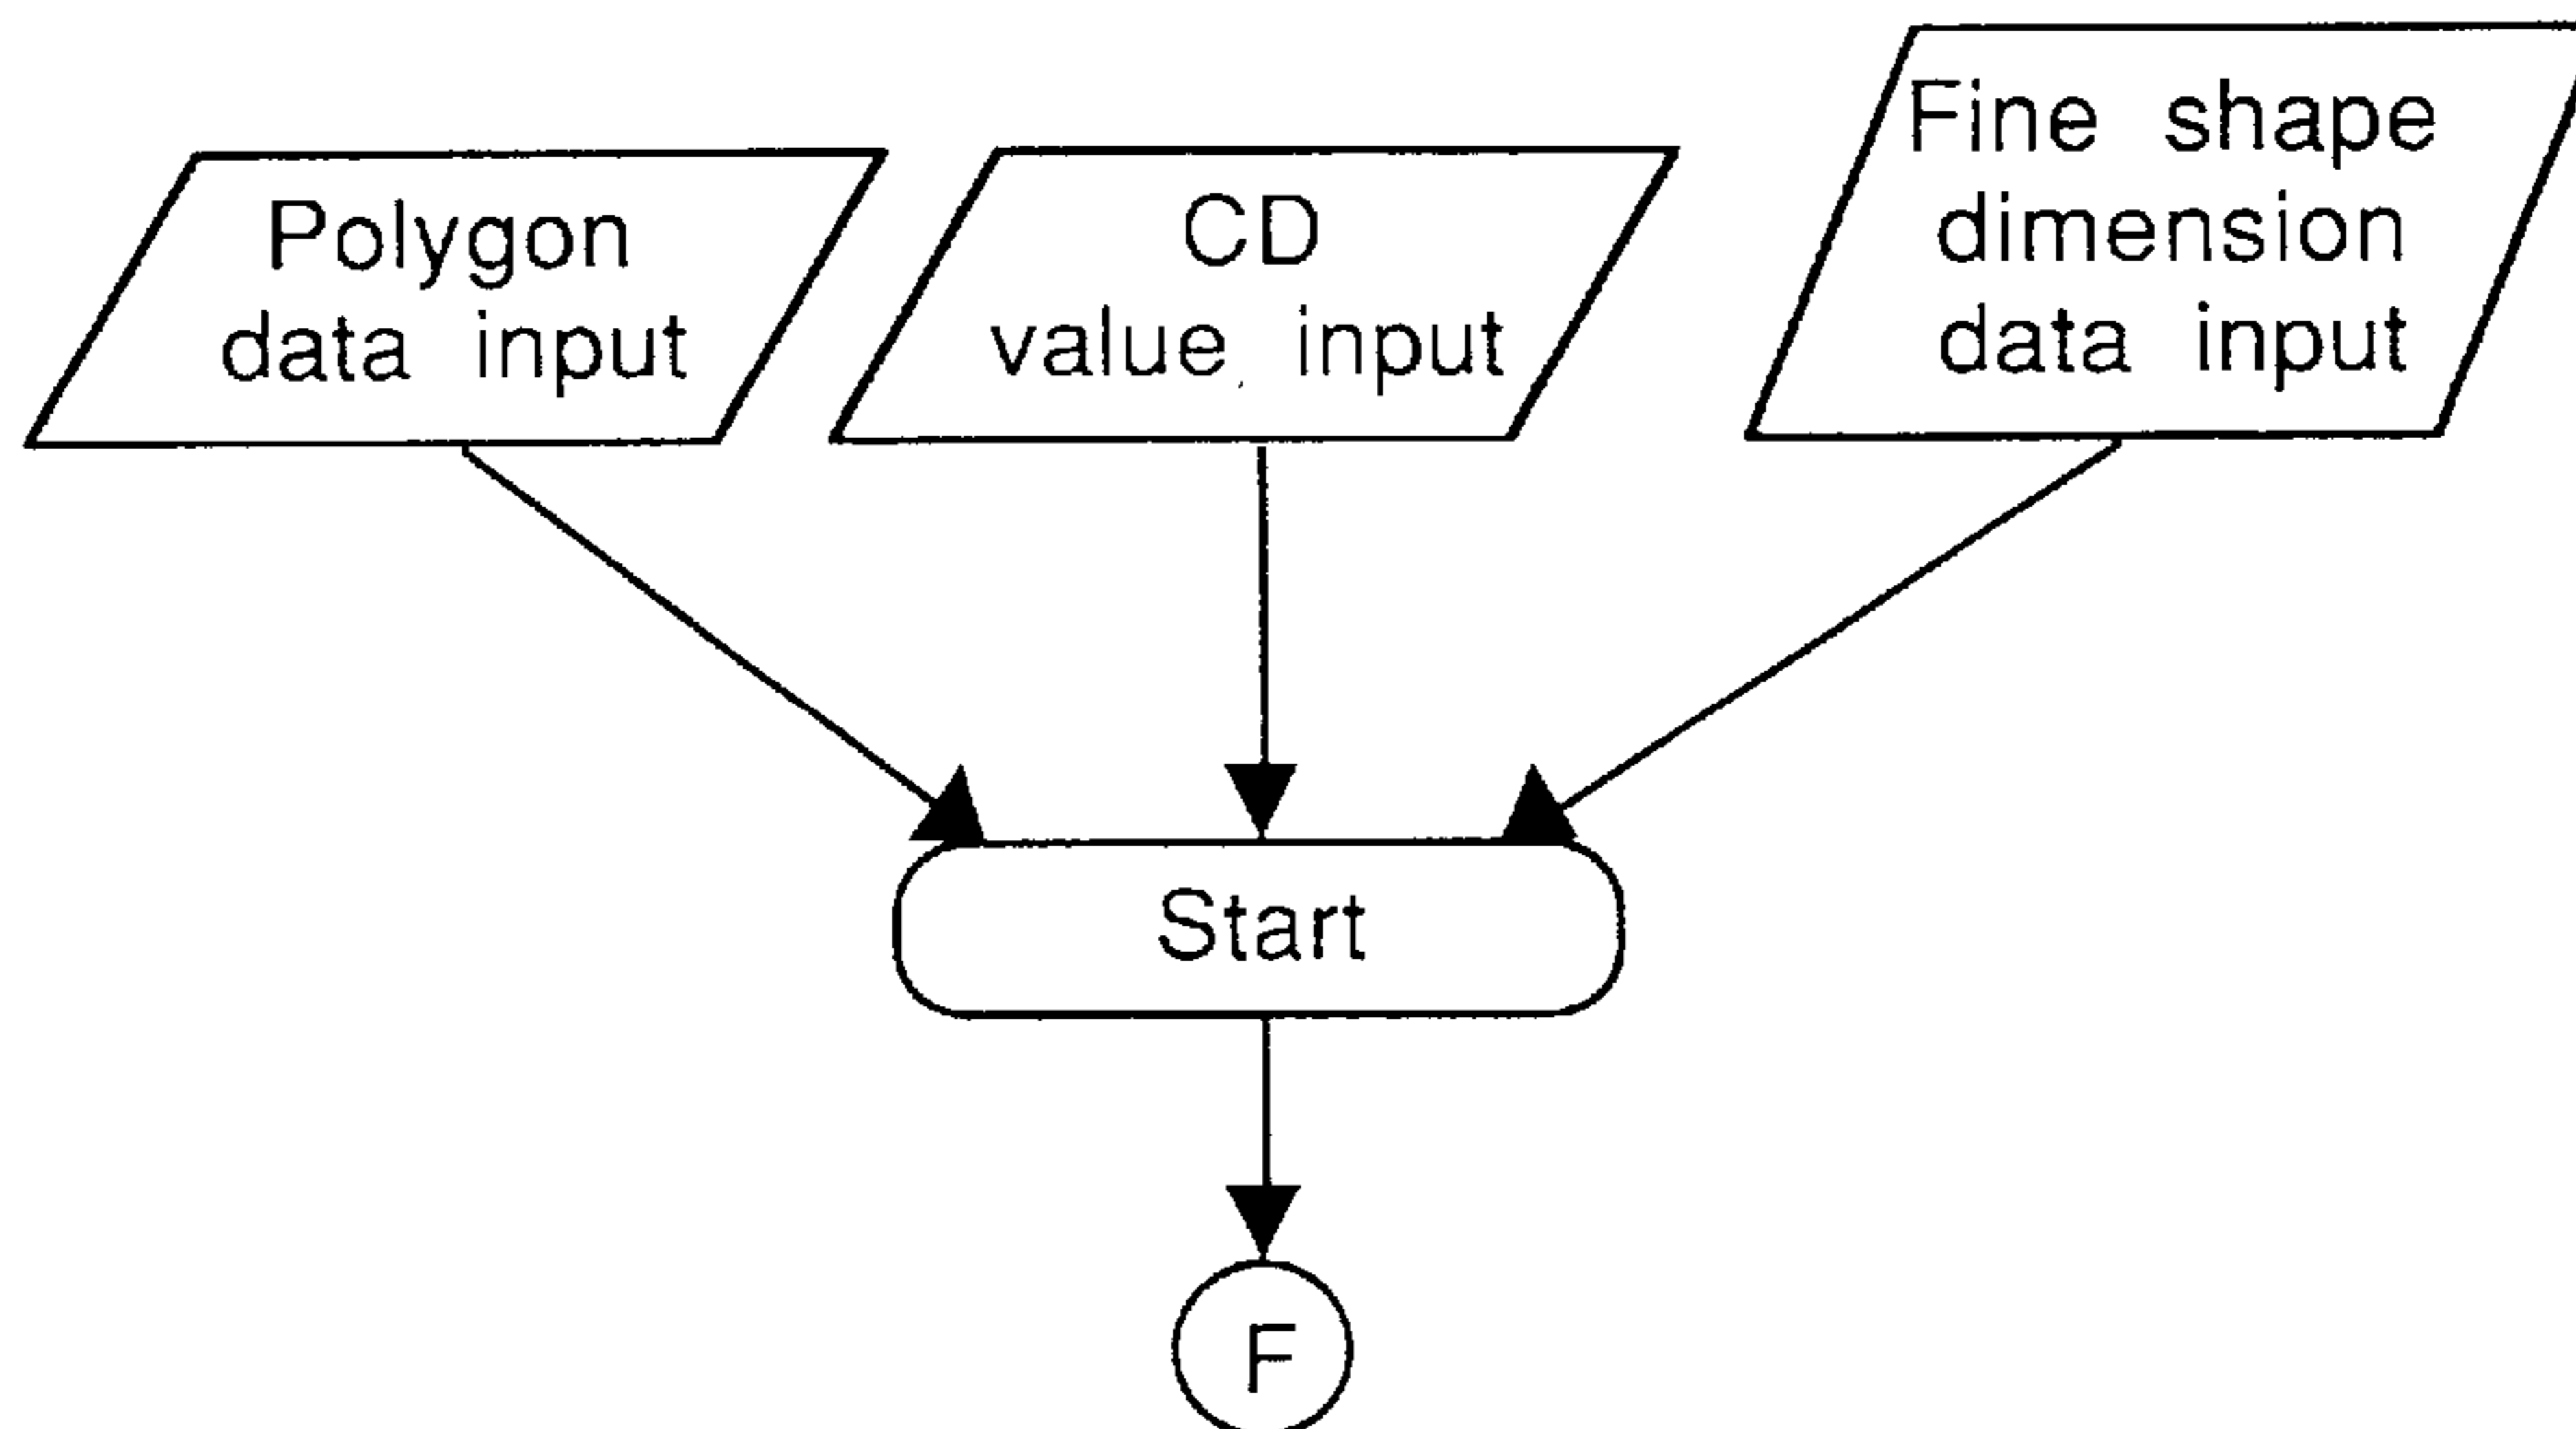 Polygon
data input
CD
value input
Fine shape
dimension
data input
Start
F